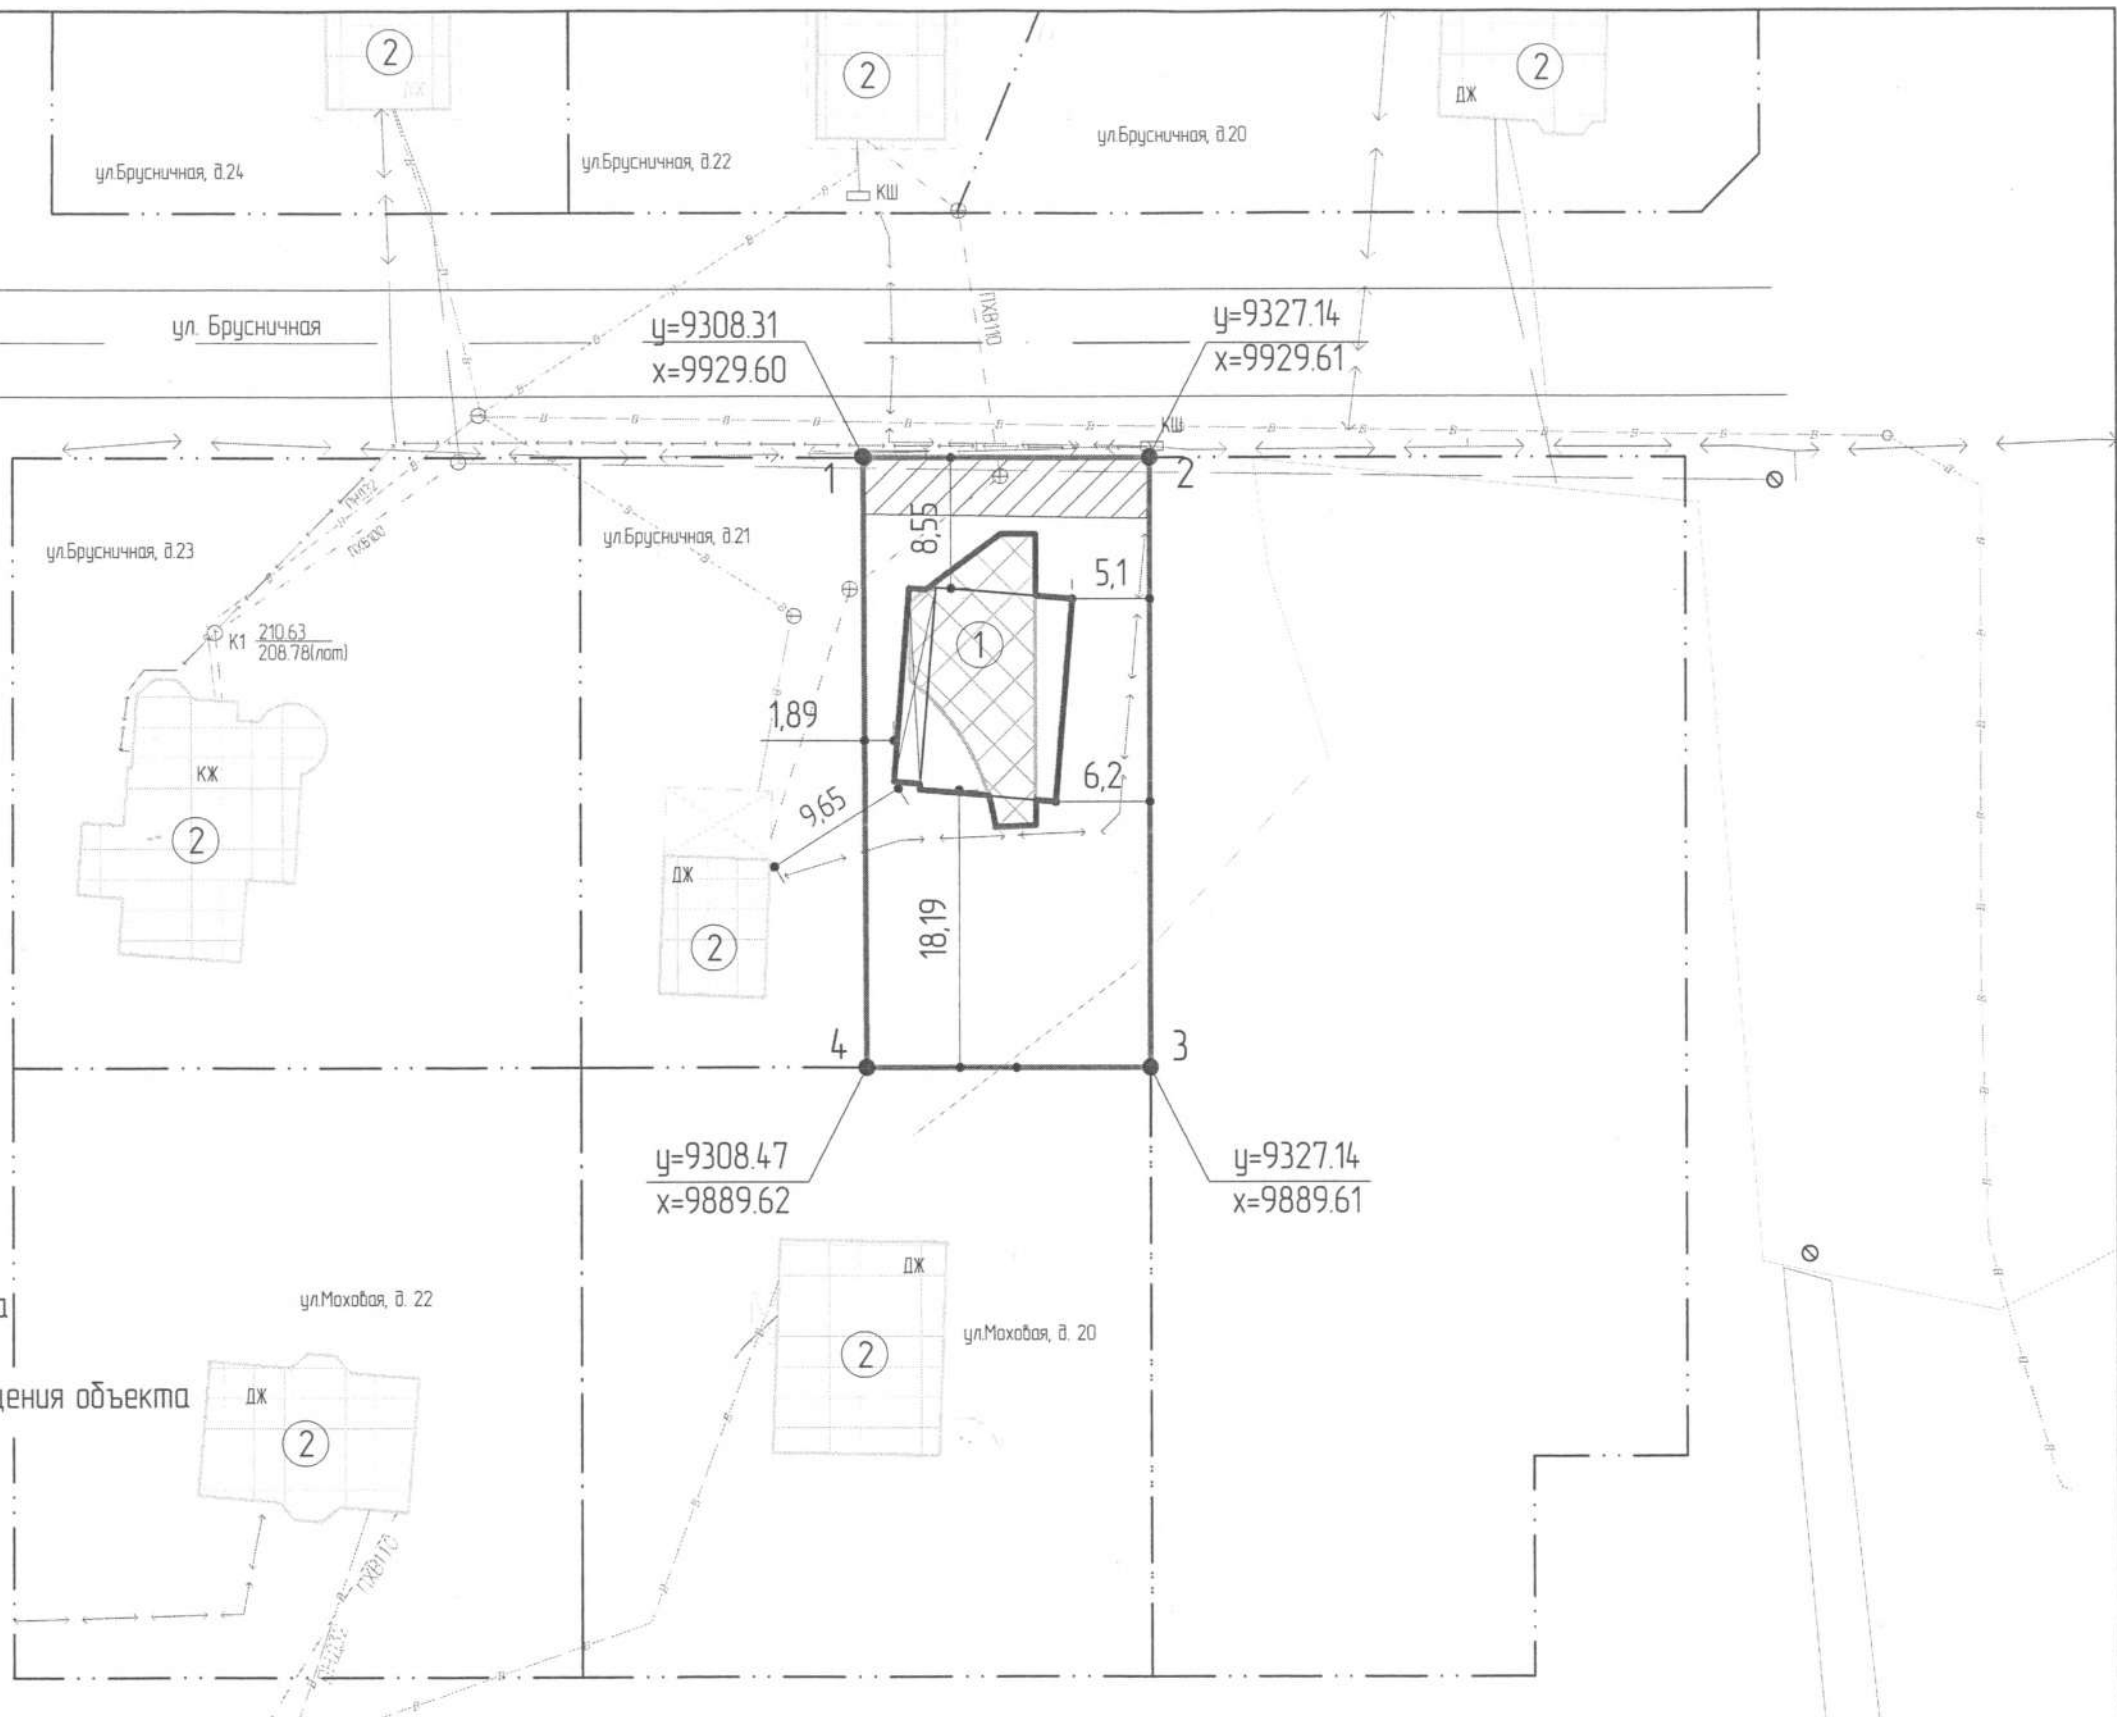 2
2
2
ДЖ
ул.Брусничная, д.24
ул.Брусничная, д.22
ул.Брусничная, д.20
КШ
ул. Брусничная
y=9308.31
x=9929.60
ПХВ110
y=9327.14
x=9929.61
КШ
1
2
ул.Брусничная, д.23
ПХВ100
ул.Брусничная, д.21
8,55
5,1
К1
210.63
208.78(лот)
1
1,89
КЖ
6,2
2
9,65
ДЖ
2
18,19
4
3
y=9308.47
x=9889.62
y=9327.14
x=9889.61
ул.Моховая, д. 22
ДЖ
ул.Моховая, д. 20
2
ения объекта
ДЖ
2
ПХВ110